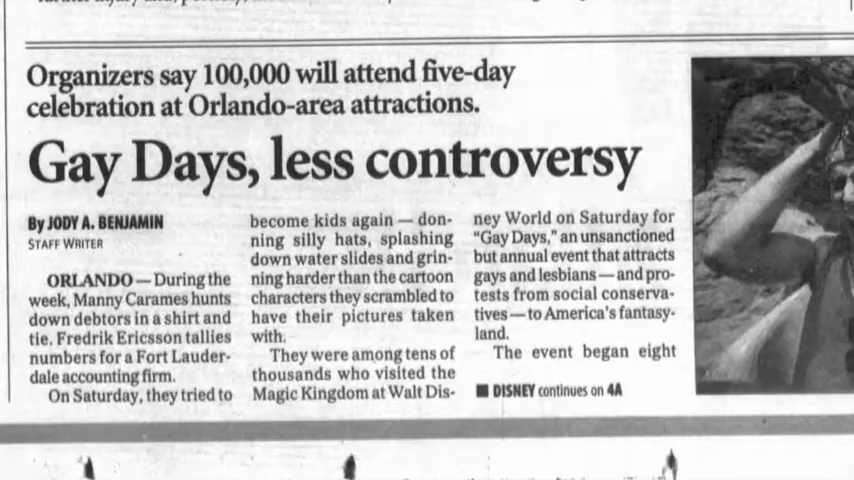 Organizers say 100,000 will attend five-day
celebration at Orlando-area attractions.
Gay Days, less controversy
By JODY A. BENJAMIN
STAFF WRITER
ORLANDO — During the
week, Manny Carames hunts
down debtors in a shirt and
tie. Fredrik Ericsson tallies
numbers for a Fort Lauder-
dale accounting firm.
On Saturday, they tried to
become kids again — don-
ning silly hats, splashing
down water slides and grin-
ning harder than the cartoon
characters they scrambled to
have their pictures taken
with.
They were among tens of
thousands who visited the
Magic Kingdom at Walt Dis-
ney World on Saturday for
“Gay Days,” an unsanctioned
but annual event that attracts
gays and lesbians — and pro-
tests from social conserva-
tives — to America's fantasy-
land.
The event began eight
■ DISNEY continues on 4A